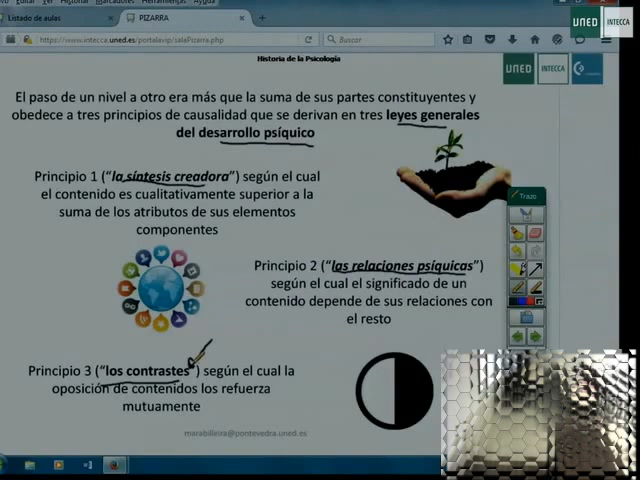 Marcadores
Herramientas
Ayuda
Listado de aulas
PIZARRA
https://www.intecca.uned.es/portalavip/salaPizarra.php
Buscar
UNED
INTECCA
Historia de la Psicología
UNED
INTECCA
El paso de un nivel a otro era más que la suma de sus partes constituyentes y
obedece a tres principios de causalidad que se derivan en tres leyes generales
del desarrollo psíquico
Principio 1 ("la síntesis creadora") según el cual
el contenido es cualitativamente superior a la
suma de los atributos de sus elementos
componentes
Trazo
Principio 2 ("las relaciones psíquicas")
según el cual el significado de un
contenido depende de sus relaciones con
el resto
Principio 3 ("los contrastes") según el cual la
oposición de contenidos los refuerza
mutuamente
marabilleira@pontevedra.uned.es